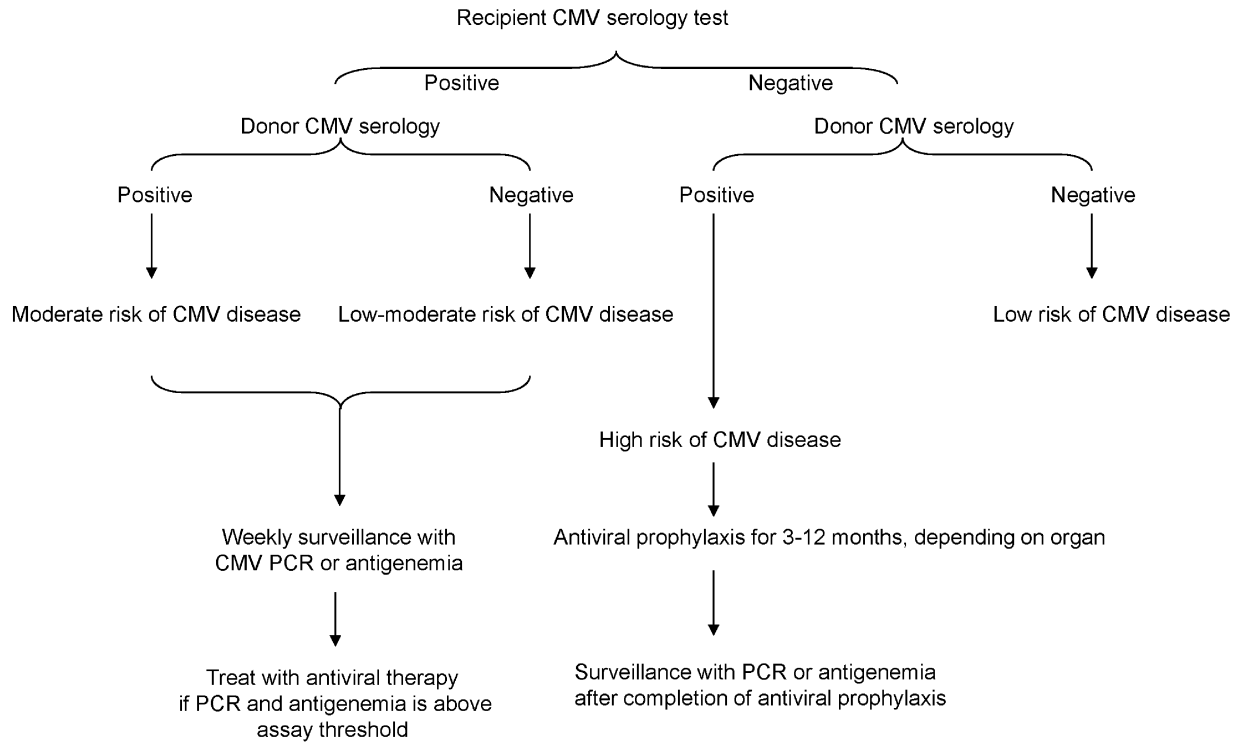 Recipient CMV serology test
Positive
Negative
Donor CMV serology
Donor CMV serology
Positive
Negative
Positive
Negative
Moderate risk of CMV disease
Low-moderate risk of CMV disease
Low risk of CMV disease
High risk of CMV disease
Weekly surveillance with
CMV PCR or antigenemia
Antiviral prophylaxis for 3-12 months, depending on organ
Treat with antiviral therapy
if PCR and antigenemia is above
assay threshold
Surveillance with PCR or antigenemia
after completion of antiviral prophylaxis